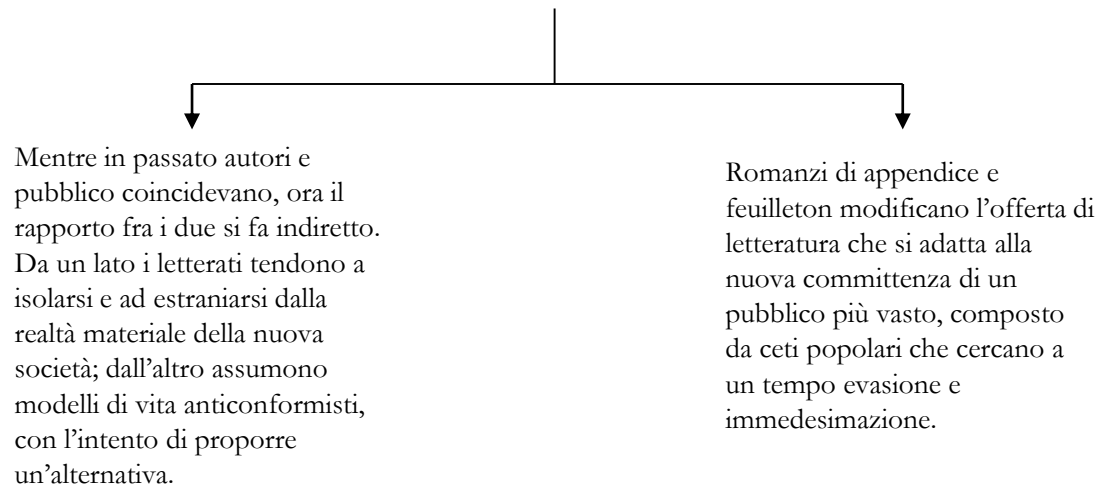 Mentre in passato autori e
pubblico coincidevano, ora il
rapporto fra i due si fa indiretto.
Da un lato i letterati tendono a
isolarsi e ad estraniarsi dalla
realtà materiale della nuova
società; dall’altro assumono
modelli di vita anticonformisti,
con l’intento di proporre
un’alternativa.
Romanzi di appendice e
feuilleton modificano l’offerta di
letteratura che si adatta alla
nuova committenza di un
pubblico più vasto, composto
da ceti popolari che cercano a
un tempo evasione e
immedesimazione.